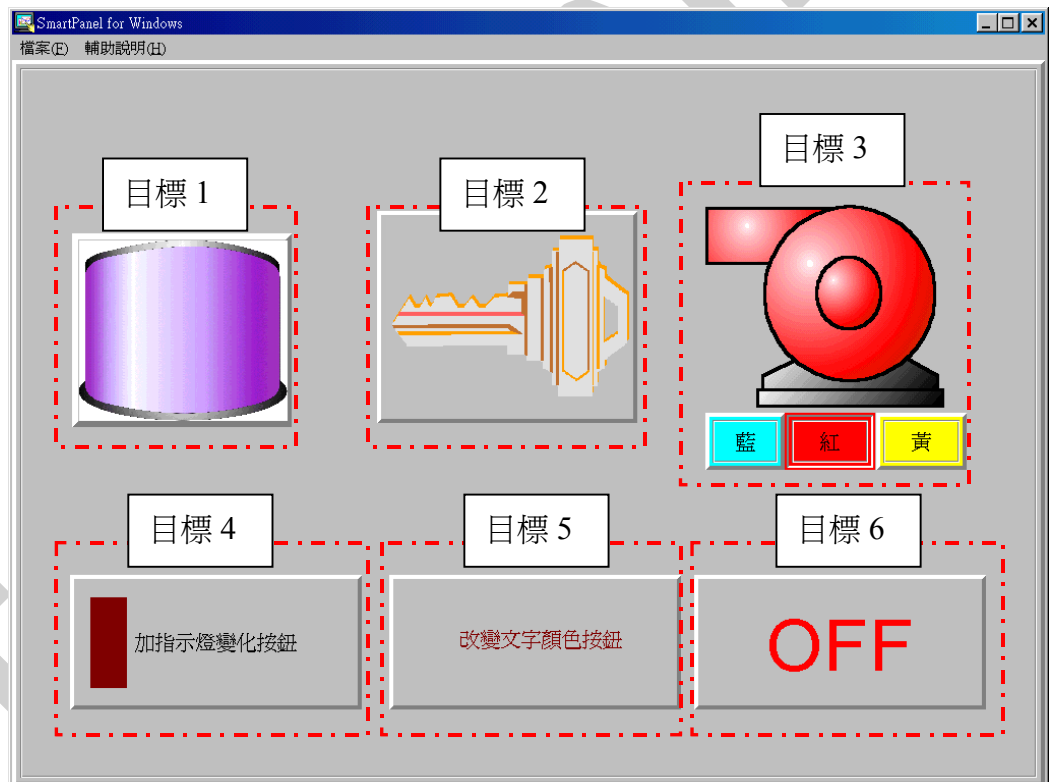 SmartPanel for Windows
檔案(F) 輔助說明(H)
目標 1
目標 2
目標 3
藍 紅 黃
目標 4
目標 5
目標 6
加指示燈變化按鈕
改變文字顏色按鈕
OFF